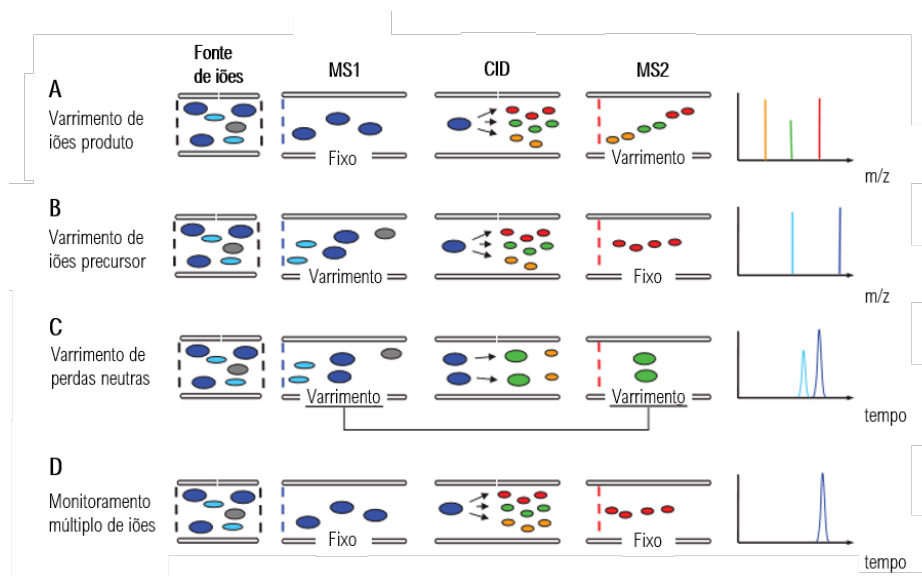 Fonte
de iões
MS1
CID
MS2
A
Varrimento de
iões produto
Fixo
Varrimento
m/z
B
Varrimento de
iões precursor
Varrimento
Fixo
m/z
C
Varrimento de
perdas neutras
Varrimento
Varrimento
tempo
D
Monitoramento
múltiplo de iões
Fixo
Fixo
tempo